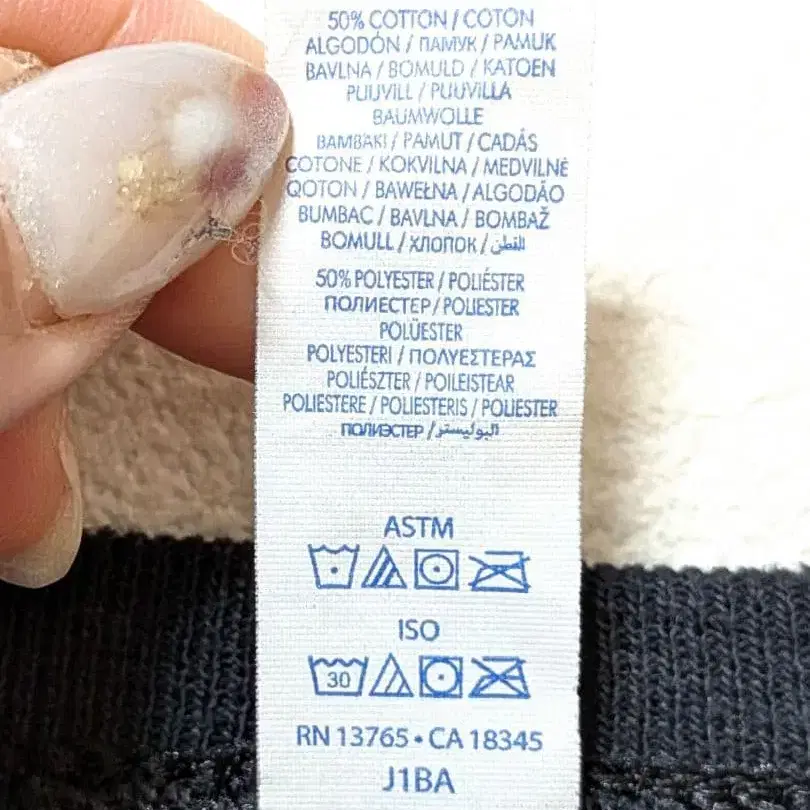 50% COTTON / COTON
ALGODÓN / ПАМУК / PAMUK
BAVLNA / BOMULD / KATOEN
PUUVILL / PUUVILLA
BAUMWOLLE
BAMBAKI / PAMUT / CADÁS
COTONE / KOKVILNA / MEDVILNĖ
QOTON / BAWEŁNA / ALGODÃO
BUMBAC / BAVLNA / BOMBAŽ
BOMULL / ХЛОПОК / القطن
50% POLYESTER / POLIÉSTER
ПОЛИЕСТЕР / POLIESTER
POLÜESTER
POLYESTERI / ΠΟΛΥΕΣΤΕΡΑΣ
POLIÉSZTER / POILEISTEAR
POLIESTERE / POLIESTERIS / POLIESTER
ПОЛИЭСТЕР / البوليستر
ASTM
ISO
30
RN 13765 • CA 18345
J1BA